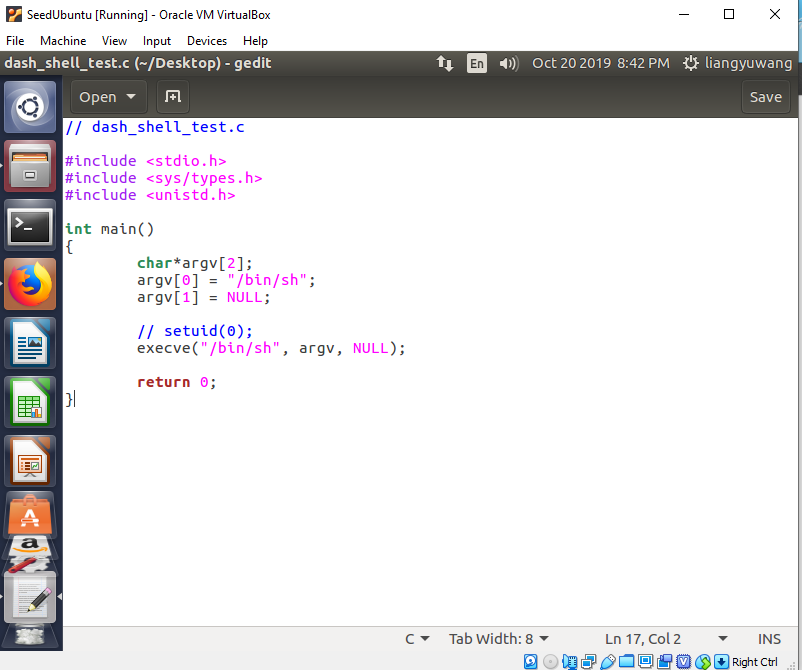 SeedUbuntu [Running] - Oracle VM VirtualBox
File Machine View Input Devices Help
dash_shell_test.c (~/Desktop) - gedit En Oct 20 2019 8:42 PM liangyuwang
Open Save
// dash_shell_test.c
#include <stdio.h>
#include <sys/types.h>
#include <unistd.h>
int main()
{
char*argv[2];
argv[0] = "/bin/sh";
argv[1] = NULL;
// setuid(0);
execve("/bin/sh", argv, NULL);
return 0;
}
C Tab Width: 8 Ln 17, Col 2 INS
Right Ctrl